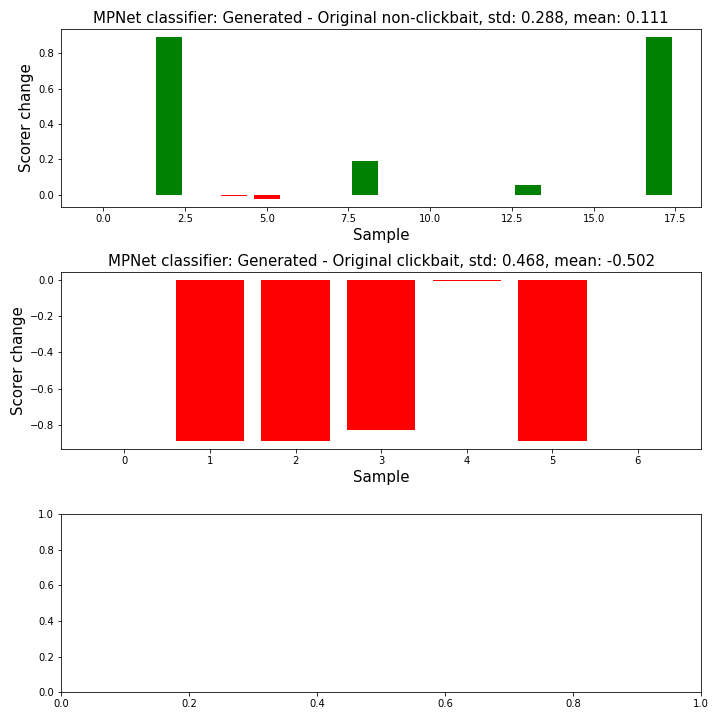 MPNet classifier: Generated - Original non-clickbait, std: 0.288, mean: 0.111
Scorer change
0.8
0.6
0.4
0.2
0.0
0.0 2.5 5.0 7.5 10.0 12.5 15.0 17.5
Sample
MPNet classifier: Generated - Original clickbait, std: 0.468, mean: -0.502
Scorer change
0.0
−0.2
−0.4
−0.6
−0.8
0 1 2 3 4 5 6
Sample
1.0
0.8
0.6
0.4
0.2
0.0
0.0 0.2 0.4 0.6 0.8 1.0